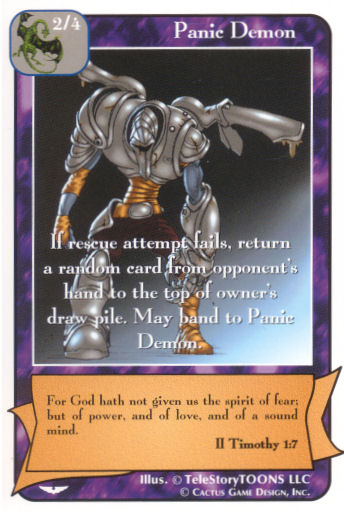 2/4
Panic Demon
If rescue attempt fails, return
a random card from opponent's
hand to the top of owner's
draw pile. May band to Panic
Demon.
For God hath not given us the spirit of fear;
but of power, and of love, and of a sound
mind.
II Timothy 1:7
Illus. © TeleStoryTOONS LLC
© Cactus Game Design, Inc.